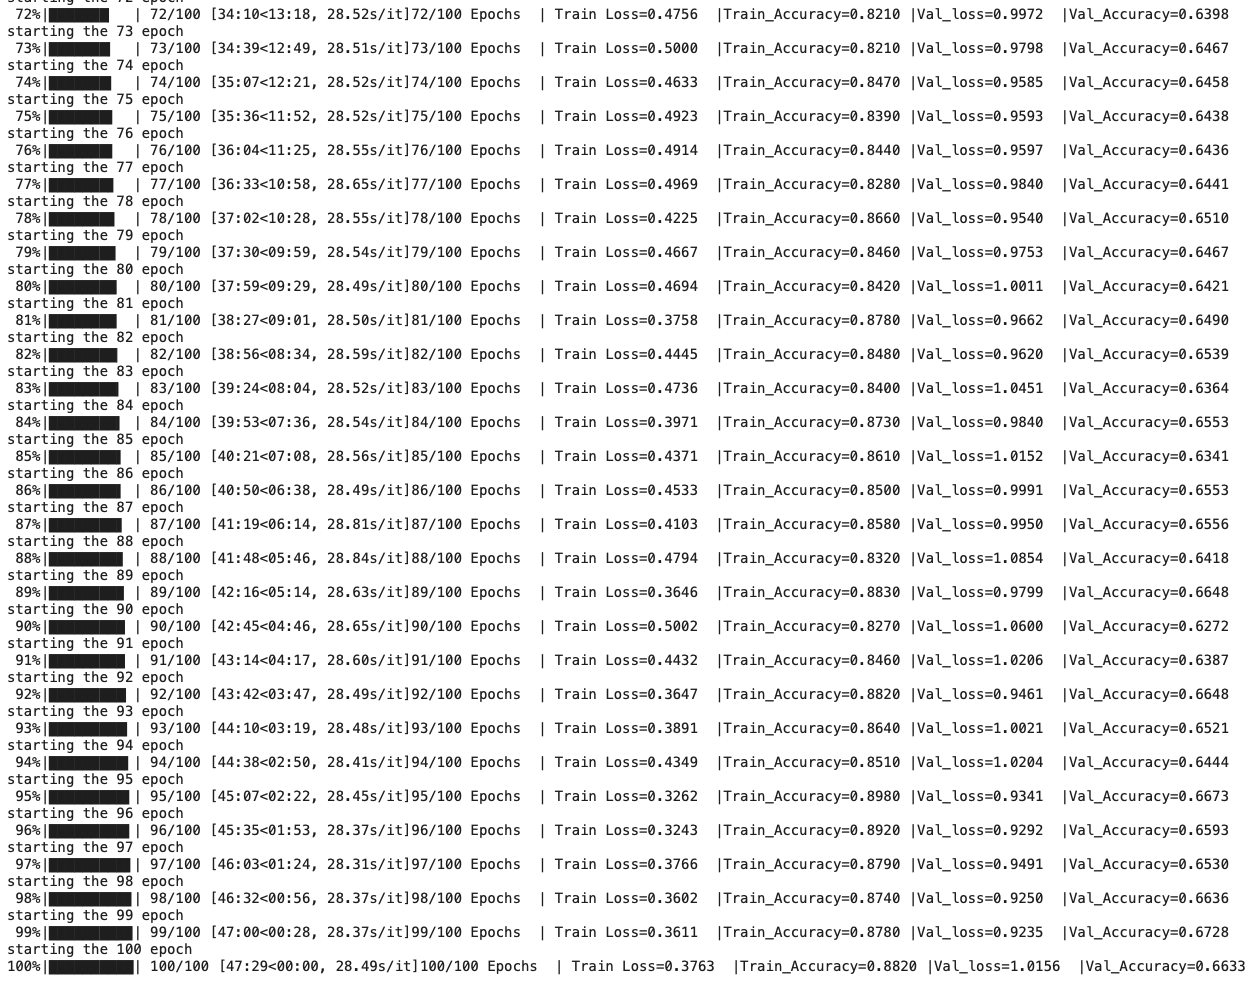 72%|███████   | 72/100 [34:10<13:18, 28.52s/it]72/100 Epochs  | Train Loss=0.4756  |Train_Accuracy=0.8210 |Val_loss=0.9972  |Val_Accuracy=0.6398
starting the 73 epoch
73%|███████   | 73/100 [34:39<12:49, 28.51s/it]73/100 Epochs  | Train Loss=0.5000  |Train_Accuracy=0.8210 |Val_loss=0.9798  |Val_Accuracy=0.6467
starting the 74 epoch
74%|███████   | 74/100 [35:07<12:21, 28.52s/it]74/100 Epochs  | Train Loss=0.4633  |Train_Accuracy=0.8470 |Val_loss=0.9585  |Val_Accuracy=0.6458
starting the 75 epoch
75%|███████   | 75/100 [35:36<11:52, 28.52s/it]75/100 Epochs  | Train Loss=0.4923  |Train_Accuracy=0.8390 |Val_loss=0.9593  |Val_Accuracy=0.6438
starting the 76 epoch
76%|███████   | 76/100 [36:04<11:25, 28.55s/it]76/100 Epochs  | Train Loss=0.4914  |Train_Accuracy=0.8440 |Val_loss=0.9597  |Val_Accuracy=0.6436
starting the 77 epoch
77%|███████   | 77/100 [36:33<10:58, 28.65s/it]77/100 Epochs  | Train Loss=0.4969  |Train_Accuracy=0.8280 |Val_loss=0.9840  |Val_Accuracy=0.6441
starting the 78 epoch
78%|███████   | 78/100 [37:02<10:28, 28.55s/it]78/100 Epochs  | Train Loss=0.4225  |Train_Accuracy=0.8660 |Val_loss=0.9540  |Val_Accuracy=0.6510
starting the 79 epoch
79%|███████   | 79/100 [37:30<09:59, 28.54s/it]79/100 Epochs  | Train Loss=0.4667  |Train_Accuracy=0.8460 |Val_loss=0.9753  |Val_Accuracy=0.6467
starting the 80 epoch
80%|████████  | 80/100 [37:59<09:29, 28.49s/it]80/100 Epochs  | Train Loss=0.4694  |Train_Accuracy=0.8420 |Val_loss=1.0011  |Val_Accuracy=0.6421
starting the 81 epoch
81%|████████  | 81/100 [38:27<09:01, 28.50s/it]81/100 Epochs  | Train Loss=0.3758  |Train_Accuracy=0.8780 |Val_loss=0.9662  |Val_Accuracy=0.6490
starting the 82 epoch
82%|████████  | 82/100 [38:56<08:34, 28.59s/it]82/100 Epochs  | Train Loss=0.4445  |Train_Accuracy=0.8480 |Val_loss=0.9620  |Val_Accuracy=0.6539
starting the 83 epoch
83%|████████  | 83/100 [39:24<08:04, 28.52s/it]83/100 Epochs  | Train Loss=0.4736  |Train_Accuracy=0.8400 |Val_loss=1.0451  |Val_Accuracy=0.6364
starting the 84 epoch
84%|████████  | 84/100 [39:53<07:36, 28.54s/it]84/100 Epochs  | Train Loss=0.3971  |Train_Accuracy=0.8730 |Val_loss=0.9840  |Val_Accuracy=0.6553
starting the 85 epoch
85%|████████  | 85/100 [40:21<07:08, 28.56s/it]85/100 Epochs  | Train Loss=0.4371  |Train_Accuracy=0.8610 |Val_loss=1.0152  |Val_Accuracy=0.6341
starting the 86 epoch
86%|████████  | 86/100 [40:50<06:38, 28.49s/it]86/100 Epochs  | Train Loss=0.4533  |Train_Accuracy=0.8500 |Val_loss=0.9991  |Val_Accuracy=0.6553
starting the 87 epoch
87%|████████  | 87/100 [41:19<06:14, 28.81s/it]87/100 Epochs  | Train Loss=0.4103  |Train_Accuracy=0.8580 |Val_loss=0.9950  |Val_Accuracy=0.6556
starting the 88 epoch
88%|████████  | 88/100 [41:48<05:46, 28.84s/it]88/100 Epochs  | Train Loss=0.4794  |Train_Accuracy=0.8320 |Val_loss=1.0854  |Val_Accuracy=0.6418
starting the 89 epoch
89%|████████  | 89/100 [42:16<05:14, 28.63s/it]89/100 Epochs  | Train Loss=0.3646  |Train_Accuracy=0.8830 |Val_loss=0.9799  |Val_Accuracy=0.6648
starting the 90 epoch
90%|█████████ | 90/100 [42:45<04:46, 28.65s/it]90/100 Epochs  | Train Loss=0.5002  |Train_Accuracy=0.8270 |Val_loss=1.0600  |Val_Accuracy=0.6272
starting the 91 epoch
91%|█████████ | 91/100 [43:14<04:17, 28.60s/it]91/100 Epochs  | Train Loss=0.4432  |Train_Accuracy=0.8460 |Val_loss=1.0206  |Val_Accuracy=0.6387
starting the 92 epoch
92%|█████████ | 92/100 [43:42<03:47, 28.49s/it]92/100 Epochs  | Train Loss=0.3647  |Train_Accuracy=0.8820 |Val_loss=0.9461  |Val_Accuracy=0.6648
starting the 93 epoch
93%|█████████ | 93/100 [44:10<03:19, 28.48s/it]93/100 Epochs  | Train Loss=0.3891  |Train_Accuracy=0.8640 |Val_loss=1.0021  |Val_Accuracy=0.6521
starting the 94 epoch
94%|█████████ | 94/100 [44:38<02:50, 28.41s/it]94/100 Epochs  | Train Loss=0.4349  |Train_Accuracy=0.8510 |Val_loss=1.0204  |Val_Accuracy=0.6444
starting the 95 epoch
95%|█████████ | 95/100 [45:07<02:22, 28.45s/it]95/100 Epochs  | Train Loss=0.3262  |Train_Accuracy=0.8980 |Val_loss=0.9341  |Val_Accuracy=0.6673
starting the 96 epoch
96%|█████████ | 96/100 [45:35<01:53, 28.37s/it]96/100 Epochs  | Train Loss=0.3243  |Train_Accuracy=0.8920 |Val_loss=0.9292  |Val_Accuracy=0.6593
starting the 97 epoch
97%|█████████ | 97/100 [46:03<01:24, 28.31s/it]97/100 Epochs  | Train Loss=0.3766  |Train_Accuracy=0.8790 |Val_loss=0.9491  |Val_Accuracy=0.6530
starting the 98 epoch
98%|█████████ | 98/100 [46:32<00:56, 28.37s/it]98/100 Epochs  | Train Loss=0.3602  |Train_Accuracy=0.8740 |Val_loss=0.9250  |Val_Accuracy=0.6636
starting the 99 epoch
99%|█████████ | 99/100 [47:00<00:28, 28.37s/it]99/100 Epochs  | Train Loss=0.3611  |Train_Accuracy=0.8780 |Val_loss=0.9235  |Val_Accuracy=0.6728
starting the 100 epoch
100%|██████████| 100/100 [47:29<00:00, 28.49s/it]100/100 Epochs  | Train Loss=0.3763  |Train_Accuracy=0.8820 |Val_loss=1.0156  |Val_Accuracy=0.6633